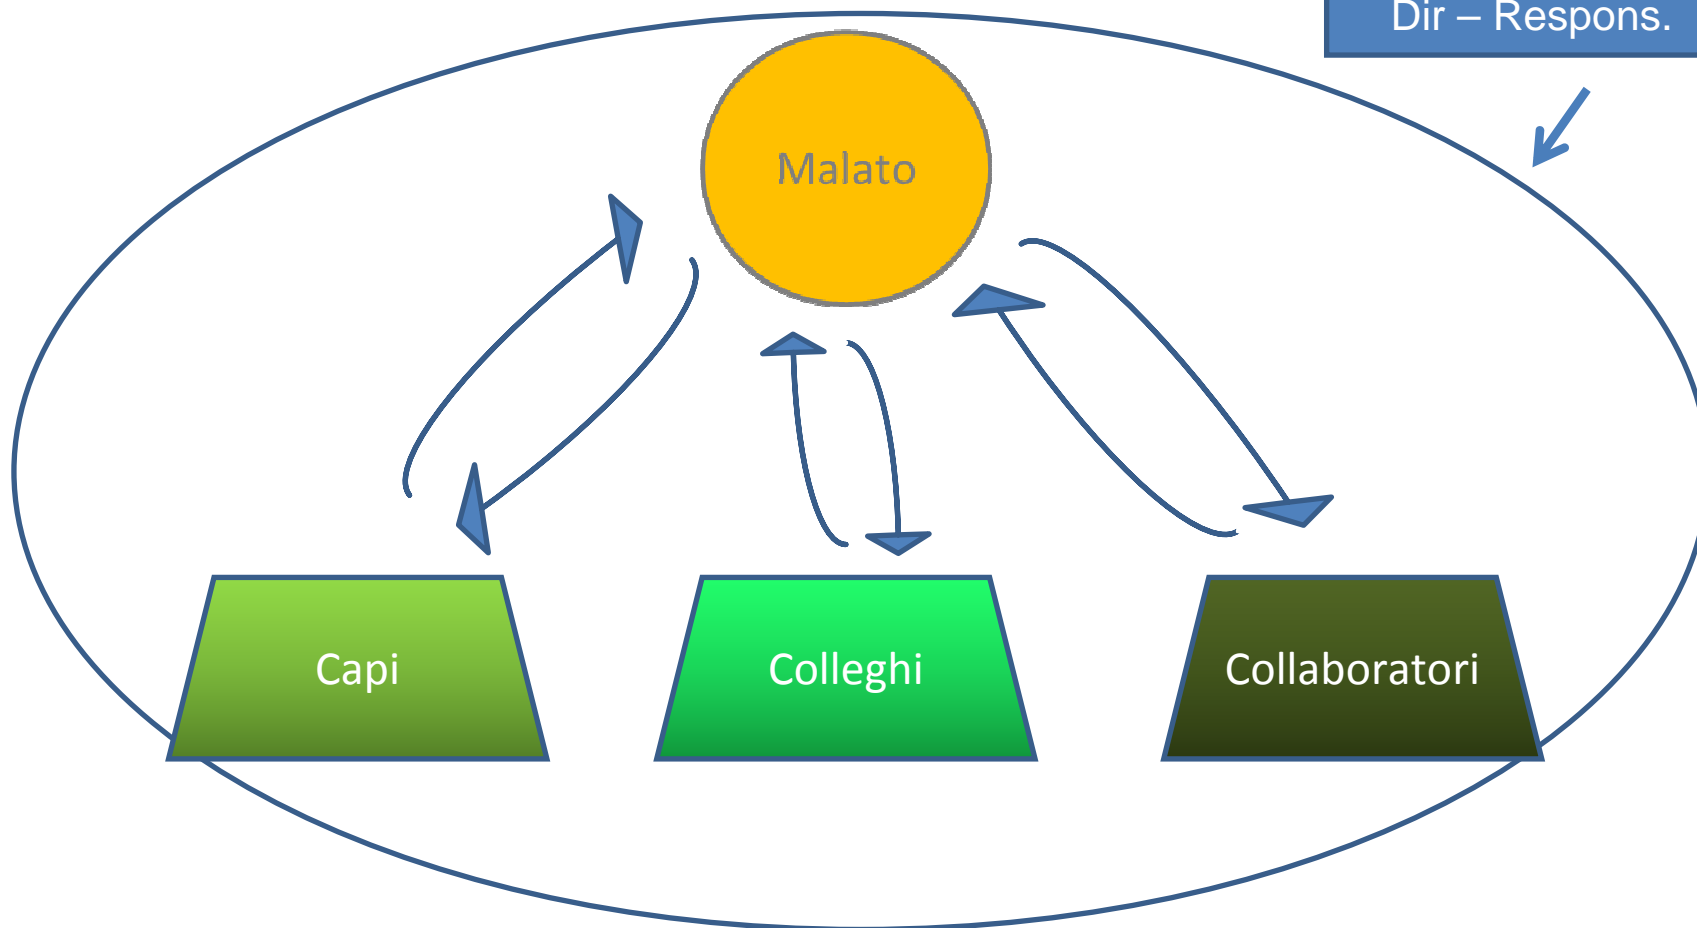 Dir – Respons.
Malato
Capi
Colleghi
Collaboratori